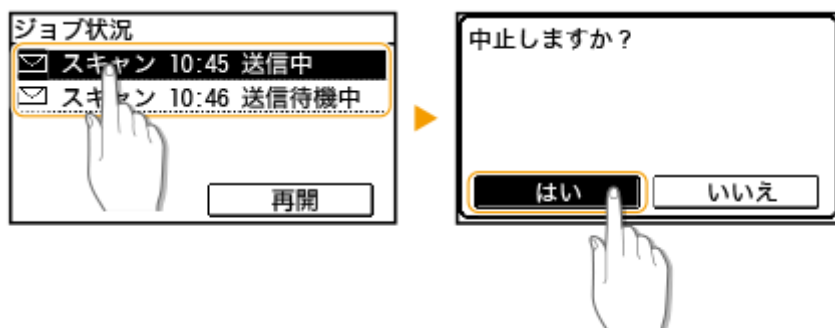 ジョブ状況
スキャン 10:45 送信中
スキャン 10:46 送信待機中
再開
中止しますか？
はい
いいえ